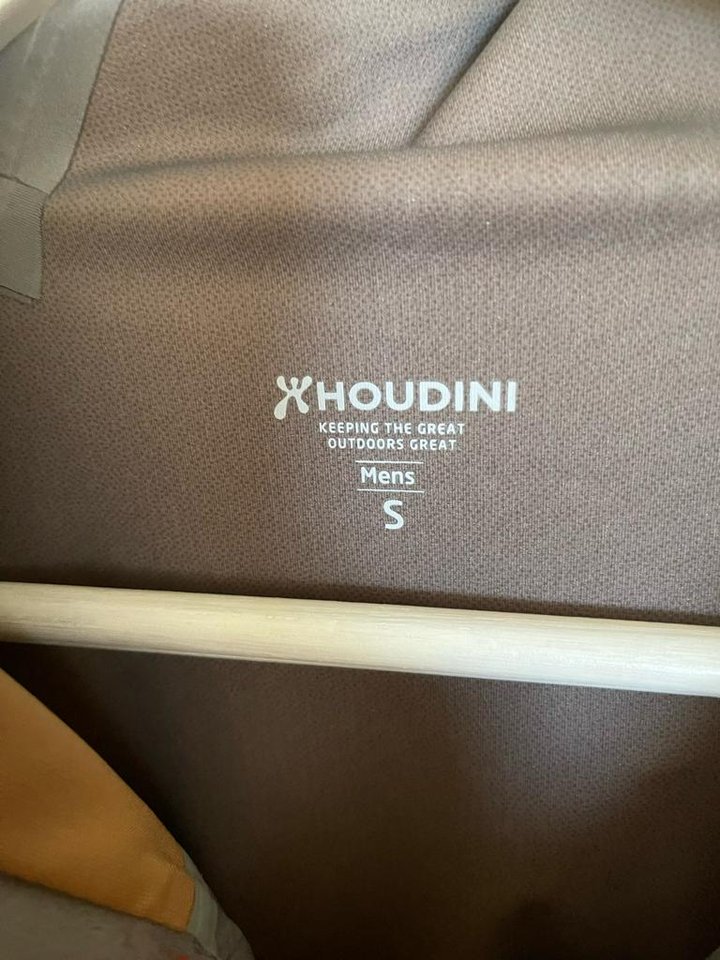 HOUDINI
KEEPING THE GREAT
OUTDOORS GREAT
Mens
S